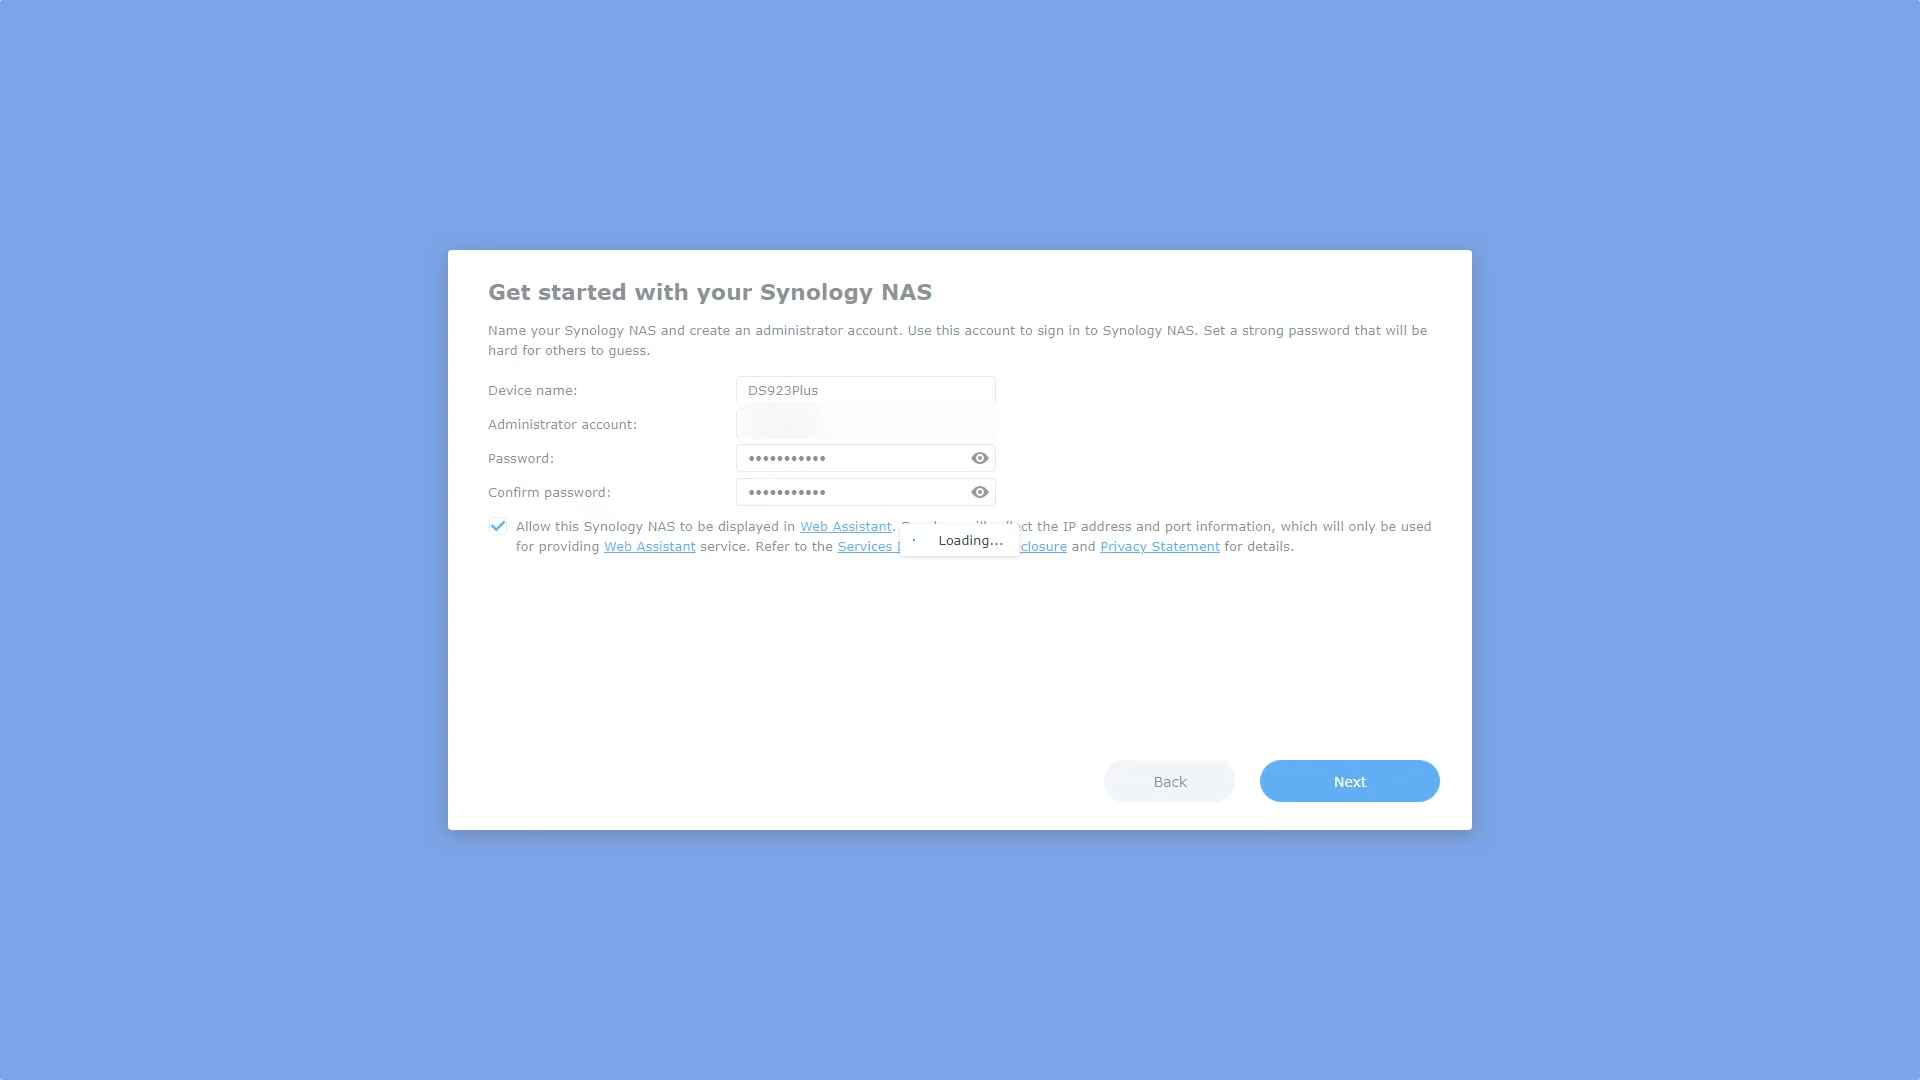 Get started with your Synology NAS
Name your Synology NAS and create an administrator account. Use this account to sign in to Synology NAS. Set a strong password that will be
hard for others to guess.
Device name:
DS923Plus
Administrator account:
Password:
•••••••••••
Confirm password:
•••••••••••
Allow this Synology NAS to be displayed in Web Assistant. the IP address and port information, which will only be used
for providing Web Assistant service. Refer to the Services and Privacy Statement for details.
Loading...
Back
Next